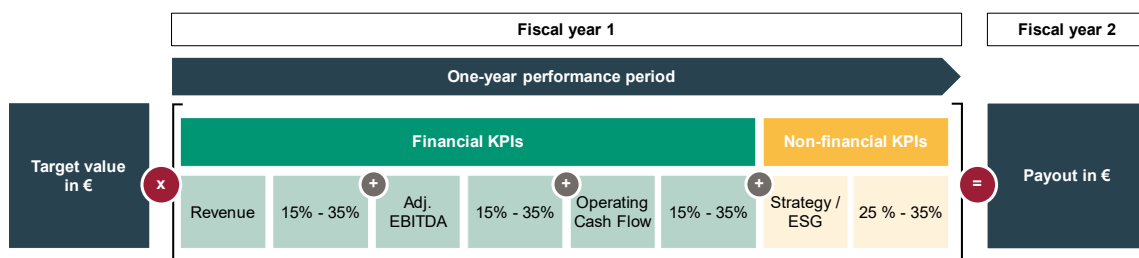 Fiscal year 1
Fiscal year 2
One-year performance period
Target value
in €
x
Financial KPIs
Non-financial KPIs
Revenue
15% - 35%
+
Adj.
EBITDA
15% - 35%
+
Operating
Cash Flow
15% - 35%
+
Strategy /
ESG
25 % - 35%
=
Payout in €